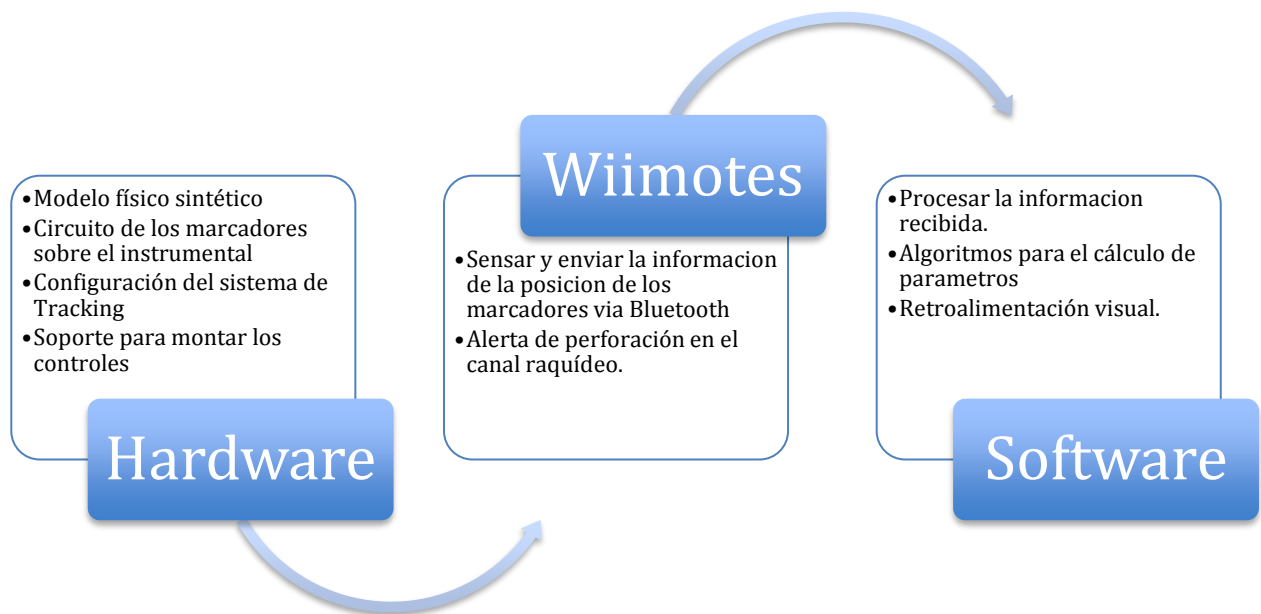 •Modelo físico sintético
•Circuito de los marcadores
sobre el instrumental
•Configuración del sistema de
Tracking
•Soporte para montar los
controles
Hardware
Wiimotes
•Sensar y enviar la informacion
de la posicion de los
marcadores via Bluetooth
•Alerta de perforación en el
canal raquídeo.
•Procesar la informacion
recibida.
•Algoritmos para el cálculo de
parametros
•Retroalimentación visual.
Software